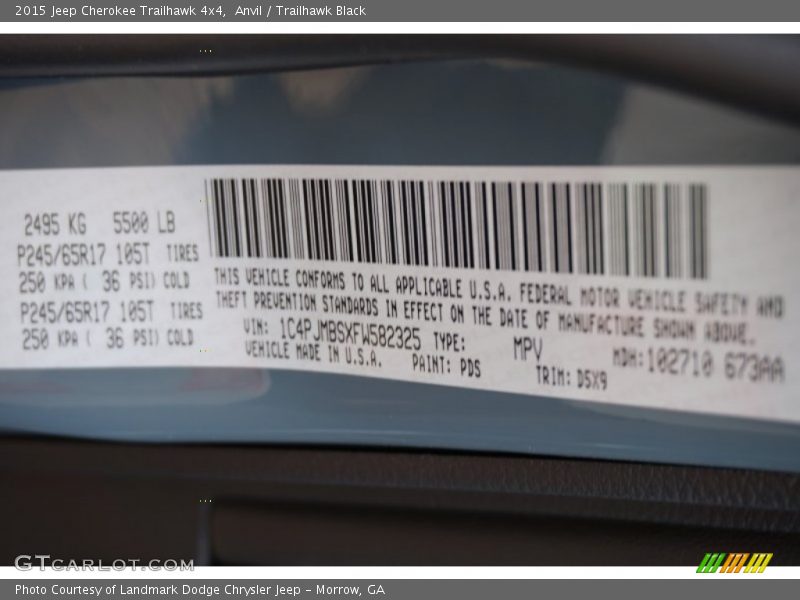 2015 Jeep Cherokee Trailhawk 4x4, Anvil / Trailhawk Black
2495 KG 5500 LB
P245/65R17 105T TIRES
250 KPA ( 36 PSI) COLD
P245/65R17 105T TIRES
250 KPA ( 36 PSI) COLD
THIS VEHICLE CONFORMS TO ALL APPLICABLE U.S.A. FEDERAL MOTOR VEHICLE SAFETY AND
THEFT PREVENTION STANDARDS IN EFFECT ON THE DATE OF MANUFACTURE SHOWN ABOVE.
VIN: 1C4PJMBSXFW582325 TYPE: MPV MDH: 102710 673AA
VEHICLE MADE IN U.S.A. PAINT: PDS TRIM: D5X9
GTCARLOT.COM
Photo Courtesy of Landmark Dodge Chrysler Jeep – Morrow, GA